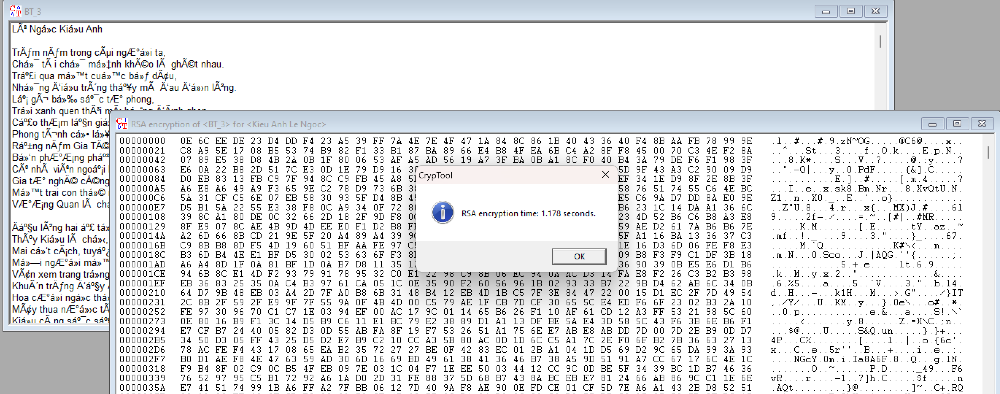 BT_3
LÃª Ngá»c Kiá»u Anh
TrÄƒm nÄƒm trong cÃµi ngÆ°á»i ta,
Chá»¯ tÃ i chá»¯ má»‡nh khÃ©o lÃ  ghÃ©t nhau.
Tráº£i qua má»™t cuá»™c bá»ƒ dÃ¢u,
Nhá»¯ng Ä‘iá»u trÃ´ng tháº¥y mÃ  Ä‘au Ä‘á»›n lÃ²ng.
Láº¡ gÃ¬ bá»‰ sáº¯c tÆ° phong,
Trá»i xanh quen thÃ³i
Cáº£o thÆ¡m láº§n giá
Phong tÃ¬nh cá»• lá»¥
Ráº±ng nÄƒm Gia TÃ©
Bá»‘n phÆ°Æ¡ng pháº³
CÃ³ nhÃ  viÃªn ngoáº¡i
Gia tÆ° nghÄ© cÅ©ng
Má»™t trai con thá»©
VÆ°Æ¡ng Quan lÃ  chá
Äáº§u lÃ²ng hai áº£ tá»
ThÃºy Kiá»u lÃ  chá»‹,
Mai cá»‘t cÃ¡ch, tuyáº¿
Má»—i ngÆ°á»i má»™
VÃ¢n xem trang trá»ng
KhuÃ´n trÄƒng Ä‘áº§y
Hoa cÆ°á»i ngá»c thá»
MÃ¢y thua nÆ°á»›c tÃ
Kiá»u cÃ ng sáº¯c sáº
RSA encryption of <BT_3> for <Kieu Anh Le Ngoc>
00000000 0E 6C EE DE 23 D4 DD F4 23 A5 39 FF 7A 4E 7E 4F 47 1A 84 8C 86 1B 40 43 36 40 F4 8B AA FB 78 99 9E .l..#...#.9.zN~OG.....@C6@....x..
00000021 C8 A9 5E 17 08 B5 53 74 B9 82 F1 33 B1 87 BA 89 66 E4 B8 4F EA 6B C4 A2 8F F8 45 00 70 C3 4E F2 8A ..^...St...3....f..O.k....E.p.N..
00000042 07 89 E5 38 D8 4B 2A 0B 1F 80 06 53 AF A5 AD 56 19 A7 3F BA 0B A1 8C F0 40 B4 3A 79 DE F6 F1 98 3F ...8.K*....S...V..?.....@.:y....?
00000063 E6 0A 22 B8 2D 51 7C E3 0D 1E 79 D9 16 30 5D 9F 43 A3 C2 90 09 D9 ..".-Q|...y..0.PdF.....{&].C.....
00000084 D0 EB 83 13 FB C9 7F 94 8C C9 FB 45 A8 5D EF 34 1E D9 8F 2E 8B 3F ...........E.]..#.....[.m.4.....?
000000A5 A6 E8 A6 49 A9 F3 65 9E C2 78 D9 73 6B 38 58 76 51 74 55 C6 4E BC ...I..e..x.sk8.Bm.Nr...8.XvQtU.N.
000000C6 5A 31 CF C5 6E 07 EB 58 30 93 5F D4 8B 45 E5 C6 9A D7 DD 8A E0 9E Z1..n..X0._..E...`..o}...........
000000E7 D5 B1 5A 22 55 E3 38 F8 0C A9 34 0F 72 80 B6 23 1C 14 DA A1 36 6C ..Z"U.8...4.r...x{...MX)J.#....6l
00000108 39 8C A1 80 DE 0C 32 66 2D 18 2F 9D F8 23 4D 52 B6 C6 B8 A3 E8 9.....2f-./....=.~..[#|..#MR.....
00000129 8F E9 07 8C AE 4B 9D 4D EE E0 F1 D2 B8 59 AE D2 61 7A B6 B6 7E .....K.M.......[.E......tY..az..~
0000014A A2 6D 66 8B CD 21 9E 5F 20 A4 89 A4 39 5F A1 16 BA 13 36 37 C3 .mf..!._ ...9....3."....}_....67.
0000016B C9 8B B8 8D F5 4D 19 60 51 BF AA FE 97 1E 16 D3 6D 06 FE F8 E3 .....M.`Q............K#\<...m....
0000018C B3 6D B4 4E E1 BF D5 30 02 53 63 6F F3 09 B8 F3 F9 C1 DF 3B 18 .m.N...0.Sco...J.|AQG.`'{......;.
000001AD A6 A4 8D 1F 0A 81 BF 1D 0A B7 D8 11 35 36 90 39 0B E5 E6 D1 B6
000001CE 94 6B 8C E1 4D F2 93 79 91 78 95 32 C0 E1 22 98 C9 8B 06 EC 94 0A AC D3 14 FA E8 F2 26 C3 B2 B3 98 .k..M..y.x.2..".............&....
000001EF EB 36 83 25 35 0A C4 B3 97 61 CA 05 1C 0E 35 90 F2 60 56 96 1B 02 93 33 B7 22 9B D4 62 AB 6C 34 0B .6.%5....a....5..`V....3."..b.l4.
00000210 64 D7 9B 48 EB 03 A4 2D 7F A0 B8 6B 31 48 B4 12 EB 4D 1B C5 7F 3E 84 47 22 00 15 D1 EC 2F 7D 49 54 d..H...-...k1H...M...>.G"..../}IT
00000231 2C 8B 2F 59 2F E9 9F 7F 55 9A 0F 4B 4D 00 C5 79 AE 1F CB 7D CF 30 65 5C E4 ED F6 6F 23 02 B3 2A 10 ,./Y/...U..KM..y...}.0e\...o#..*.
00000252 FE 97 30 96 70 C1 C7 1E 03 94 EF 00 AC 17 9C 01 14 65 B6 26 F1 10 AF 61 CD 12 A3 FF 53 21 98 5C 60 ..0.p............e.&...a....S!.\`
00000273 0E 80 16 B9 F1 3C 14 D5 B9 C6 11 E1 BC 79 E2 38 89 D1 A1 13 DF BE 5A E4 3D 58 5C 43 F6 3B 6E B6 F1 .....<.......y.8......Z.=X\C.;n..
00000294 E7 CF B7 24 40 05 82 D3 0D 55 AB FA 8F 19 F7 53 26 51 A1 75 6E E7 AB E8 AB DD 7D 00 7D 2B B9 0D D7 ...$@....U.....S&Q.un.....}.}+...
000002B5 34 50 D3 05 FF 43 25 D5 D2 E7 B9 C2 10 CC A3 5B 80 AC 0D 1D 6C C5 A1 7C 2E F0 6F B2 7B 36 63 27 13 4P...C%........[....l..|..o.{6c'.
000002D6 78 AC FE F4 43 17 08 65 EA B2 35 72 27 27 BE 0F 42 83 EC 01 2B A1 04 1D D5 69 D2 9C 65 DA 99 3A 93 x...C..e..5r''..B...+....i..e..:.
000002F7 B0 D1 AE F8 4E 47 63 59 AD 30 6D 16 69 BD 49 61 38 41 36 46 B7 38 A5 9D 51 91 A7 CC 67 17 6C 4E 1C ....NGcY.0m.i.Ia8A6F.8..Q...g.lN.
00000318 F9 B4 8F 02 C9 0C B5 4F EB 09 7E 03 1C 04 F7 1E EE 50 03 44 12 CC 9C 0D BE 5F 34 39 BC 1D B7 46 36 .......O..~......P.D....._49...F6
00000339 76 52 97 95 C5 B1 72 92 A6 1A D0 2D 31 FE 88 37 5D 68 B7 43 8A BC EB E7 81 24 66 AB 86 9C C1 1E 6E vR....r....-1..7]h.C.....$f.....n
0000035A E7 41 51 74 99 1B A6 FF A2 7F BB 06 12 7D 40 9A F8 AE 90 0E FD CE 01 CF 5D 7E A6 A1 43 2B D8 52 51 .AQt.........}@.........]~..C+.RQ
CrypTool
RSA encryption time: 1.178 seconds.
OK